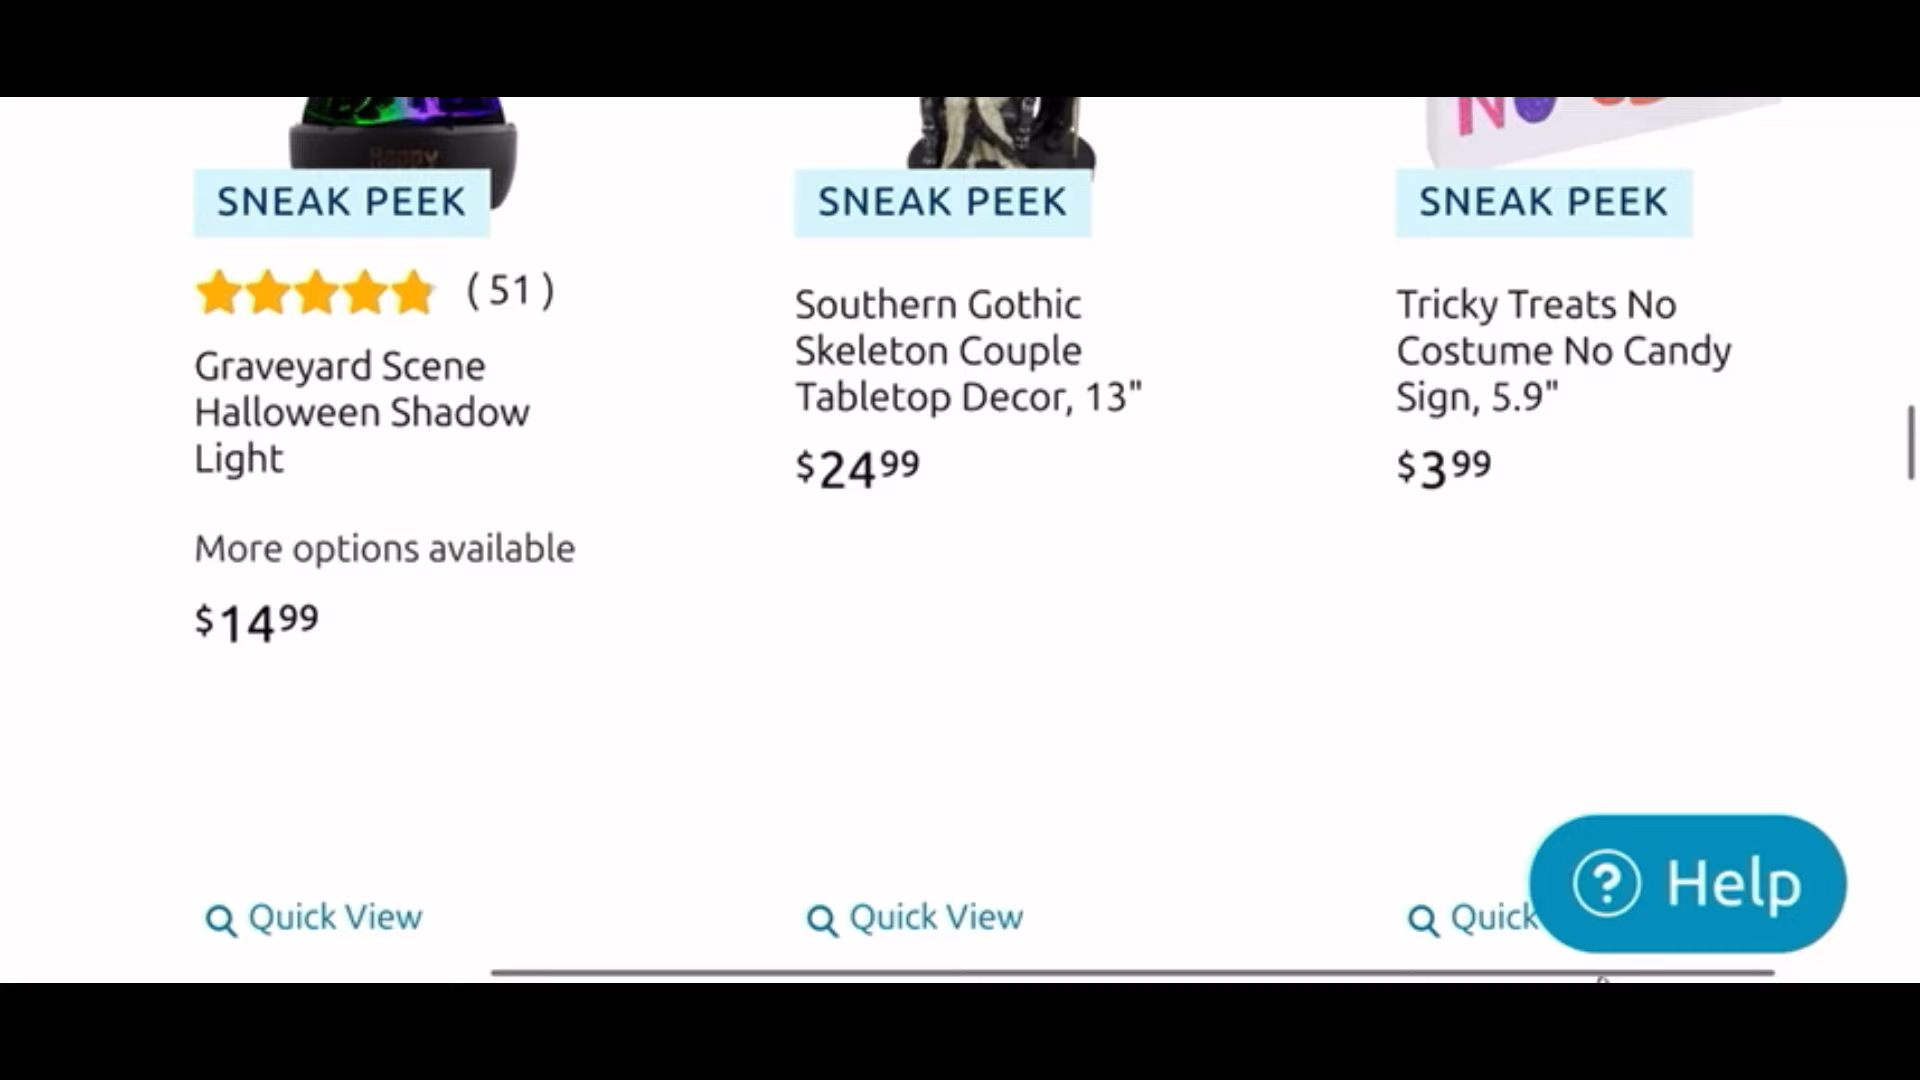 Happy
NO
SNEAK PEEK
SNEAK PEEK
SNEAK PEEK
( 51 )
Graveyard Scene
Halloween Shadow
Light
More options available
$14 99
Southern Gothic
Skeleton Couple
Tabletop Decor, 13"
$24 99
Tricky Treats No
Costume No Candy
Sign, 5.9"
$3 99
Quick View
Quick View
Quick
Help